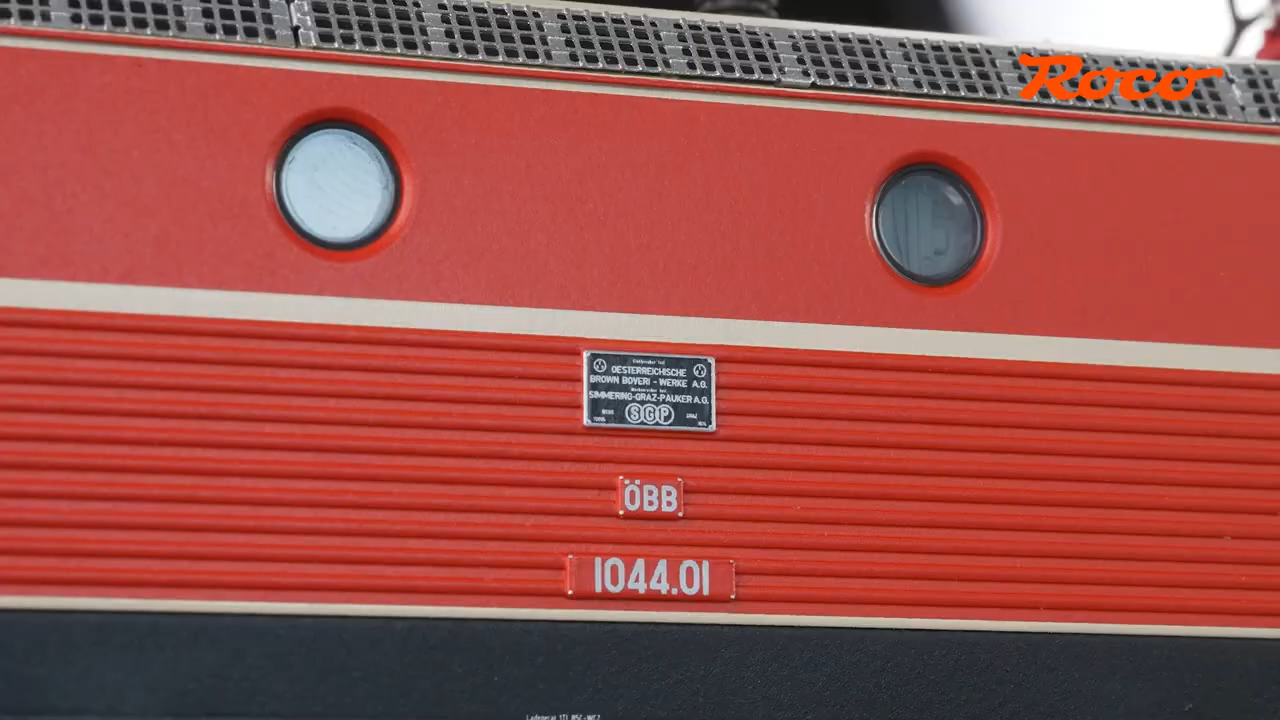 Roco
OESTERREICHISCHE
BROWN BOVERI - WERKE A.G.
SIMMERING-GRAZ-PAUKER A.G.
SGP
ÖBB
1044.01